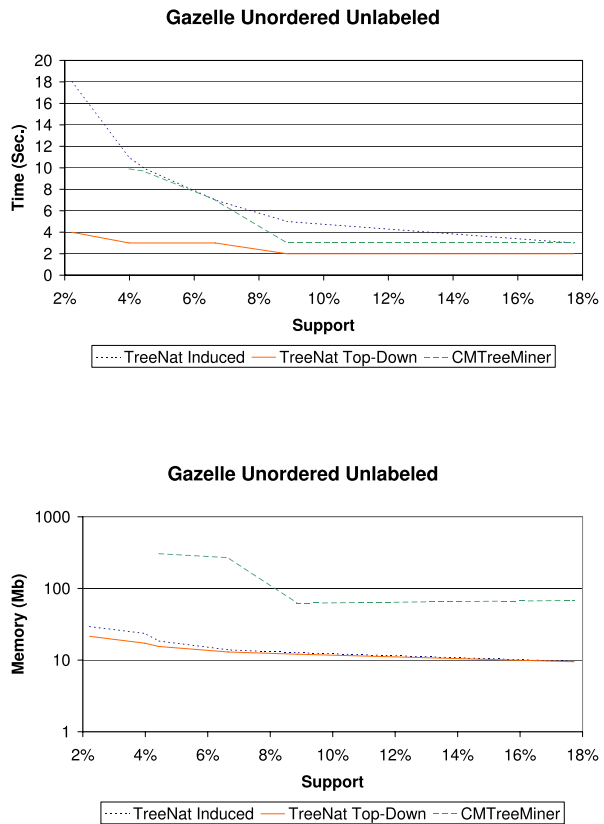 Gazelle Unordered Unlabeled
20
18
16
14
12
10
8
6
4
2
0
Time (Sec.)
2% 4% 6% 8% 10% 12% 14% 16% 18%
Support
TreeNat Induced TreeNat Top-Down CMTreeMiner
Gazelle Unordered Unlabeled
1000
100
10
1
Memory (Mb)
2% 4% 6% 8% 10% 12% 14% 16% 18%
Support
TreeNat Induced TreeNat Top-Down CMTreeMiner